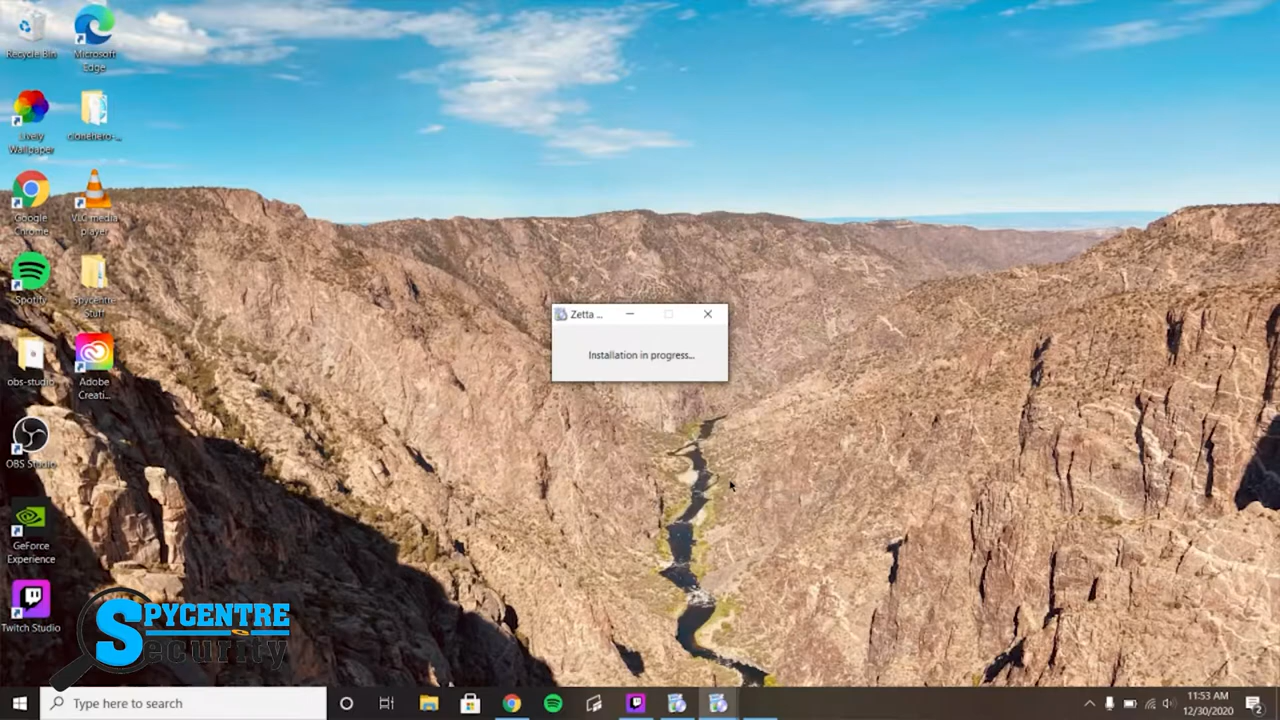 Recycle Bin
Microsoft
Edge
Lively
Wallpaper
clonehero-...
Google
Chrome
VLC media
player
Spotify
Spycentre
Stuff
obs-studio
Adobe
Creati...
OBS Studio
GeForce
Experience
Twitch Studio
Zetta ...
Installation in progress...
SPYCENTRE
Security
Type here to search
11:53 AM
12/30/2020
2